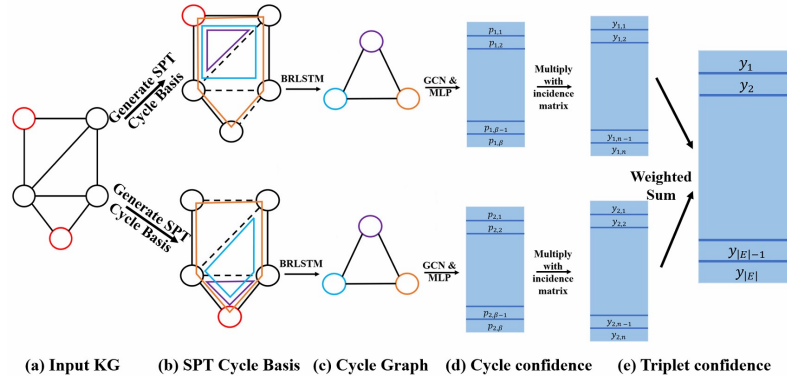 Generate SPT
Cycle Basis
BRLSTM
GCN &
MLP
p1,1
p1,2
p1,β−1
p1,β
Multiply
with
incidence
matrix
y1,1
y1,2
y1,n−1
y1,n
Generate SPT
Cycle Basis
BRLSTM
GCN &
MLP
p2,1
p2,2
p2,β−1
p2,β
Multiply
with
incidence
matrix
y2,1
y2,2
y2,n−1
y2,n
Weighted
Sum
y1
y2
y|E|−1
y|E|
(a) Input KG
(b) SPT Cycle Basis
(c) Cycle Graph
(d) Cycle confidence
(e) Triplet confidence